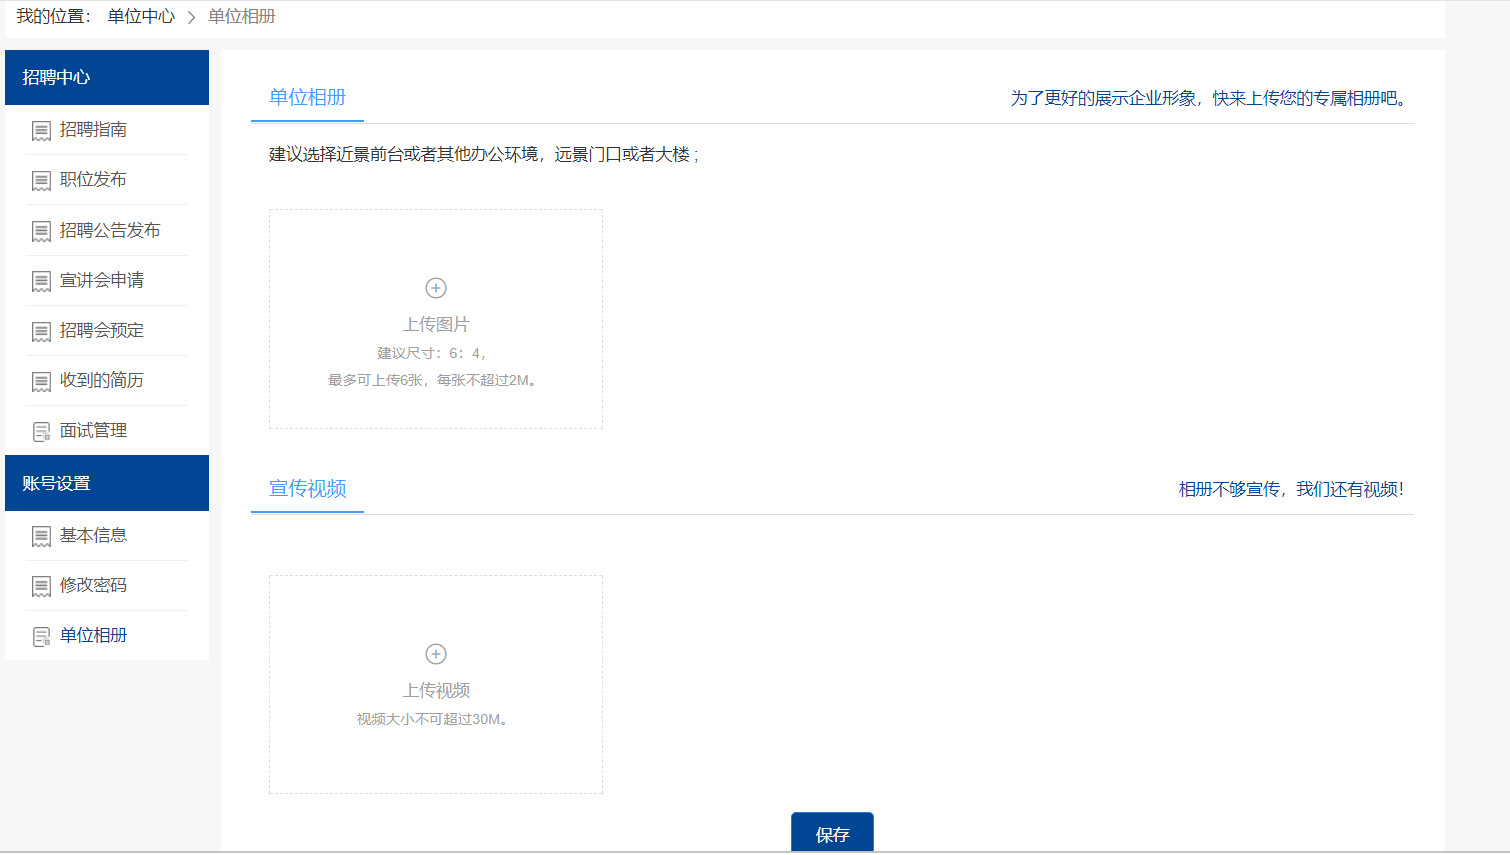 我的位置： 单位中心 > 单位相册
招聘中心
招聘指南
职位发布
招聘公告发布
宣讲会申请
招聘会预定
收到的简历
面试管理
账号设置
基本信息
修改密码
单位相册
单位相册
为了更好的展示企业形象，快来上传您的专属相册吧。
建议选择近景前台或者其他办公环境，远景门口或者大楼；
上传图片
建议尺寸：6：4，
最多可上传6张，每张不超过2M。
宣传视频
相册不够宣传，我们还有视频！
上传视频
视频大小不可超过30M。
保存